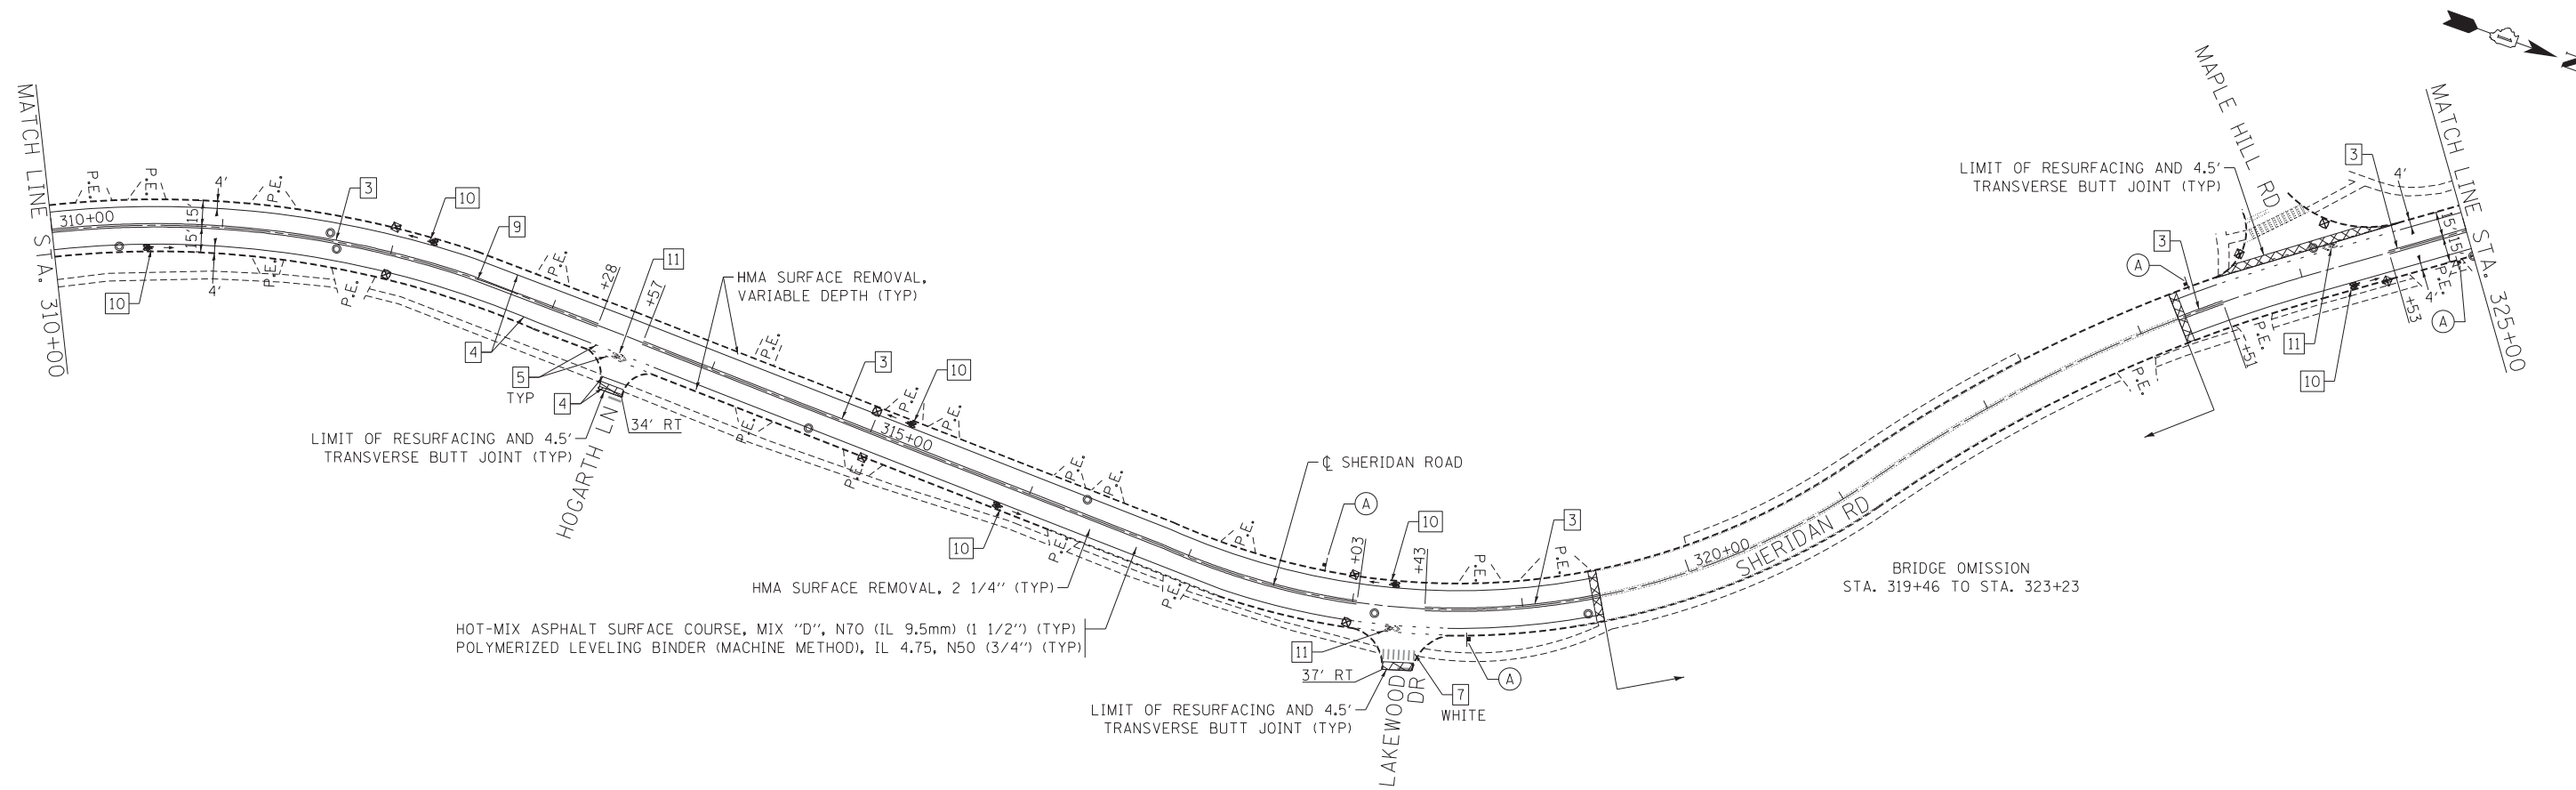 MATCH LINE STA. 310+00
P.E.
P.E.
4'
P.E.
3
10
310+00
15'
15'
10
4'
P.E.
P.E.
9
P.E.
4
+28
+57
11
5
TYP
4
34' RT
LIMIT OF RESURFACING AND 4.5'
TRANSVERSE BUTT JOINT (TYP)
HOGARTH LN
HMA SURFACE REMOVAL,
VARIABLE DEPTH (TYP)
P.E.
P.E.
3
10
P.E.
P.E.
315+00
P.E.
10
P.E.
P.E.
P.E.
P.E.
HMA SURFACE REMOVAL, 2 1/4" (TYP)
HOT-MIX ASPHALT SURFACE COURSE, MIX "D", N70 (IL 9.5mm) (1 1/2") (TYP)
POLYMERIZED LEVELING BINDER (MACHINE METHOD), IL 4.75, N50 (3/4") (TYP)
P.E.
℄ SHERIDAN ROAD
A
+03
10
+43
P.E.
P.E.
3
11
37' RT
LIMIT OF RESURFACING AND 4.5'
TRANSVERSE BUTT JOINT (TYP)
LAKEWOOD
DR
7
WHITE
A
320+00
SHERIDAN RD
BRIDGE OMISSION
STA. 319+46 TO STA. 323+23
P.E.
A
3
+51
P.E.
LIMIT OF RESURFACING AND 4.5'
TRANSVERSE BUTT JOINT (TYP)
MAPLE HILL RD
11
10
3
4'
15'
15'
+53
4'
P.E.
A
MATCH LINE STA. 325+00
N